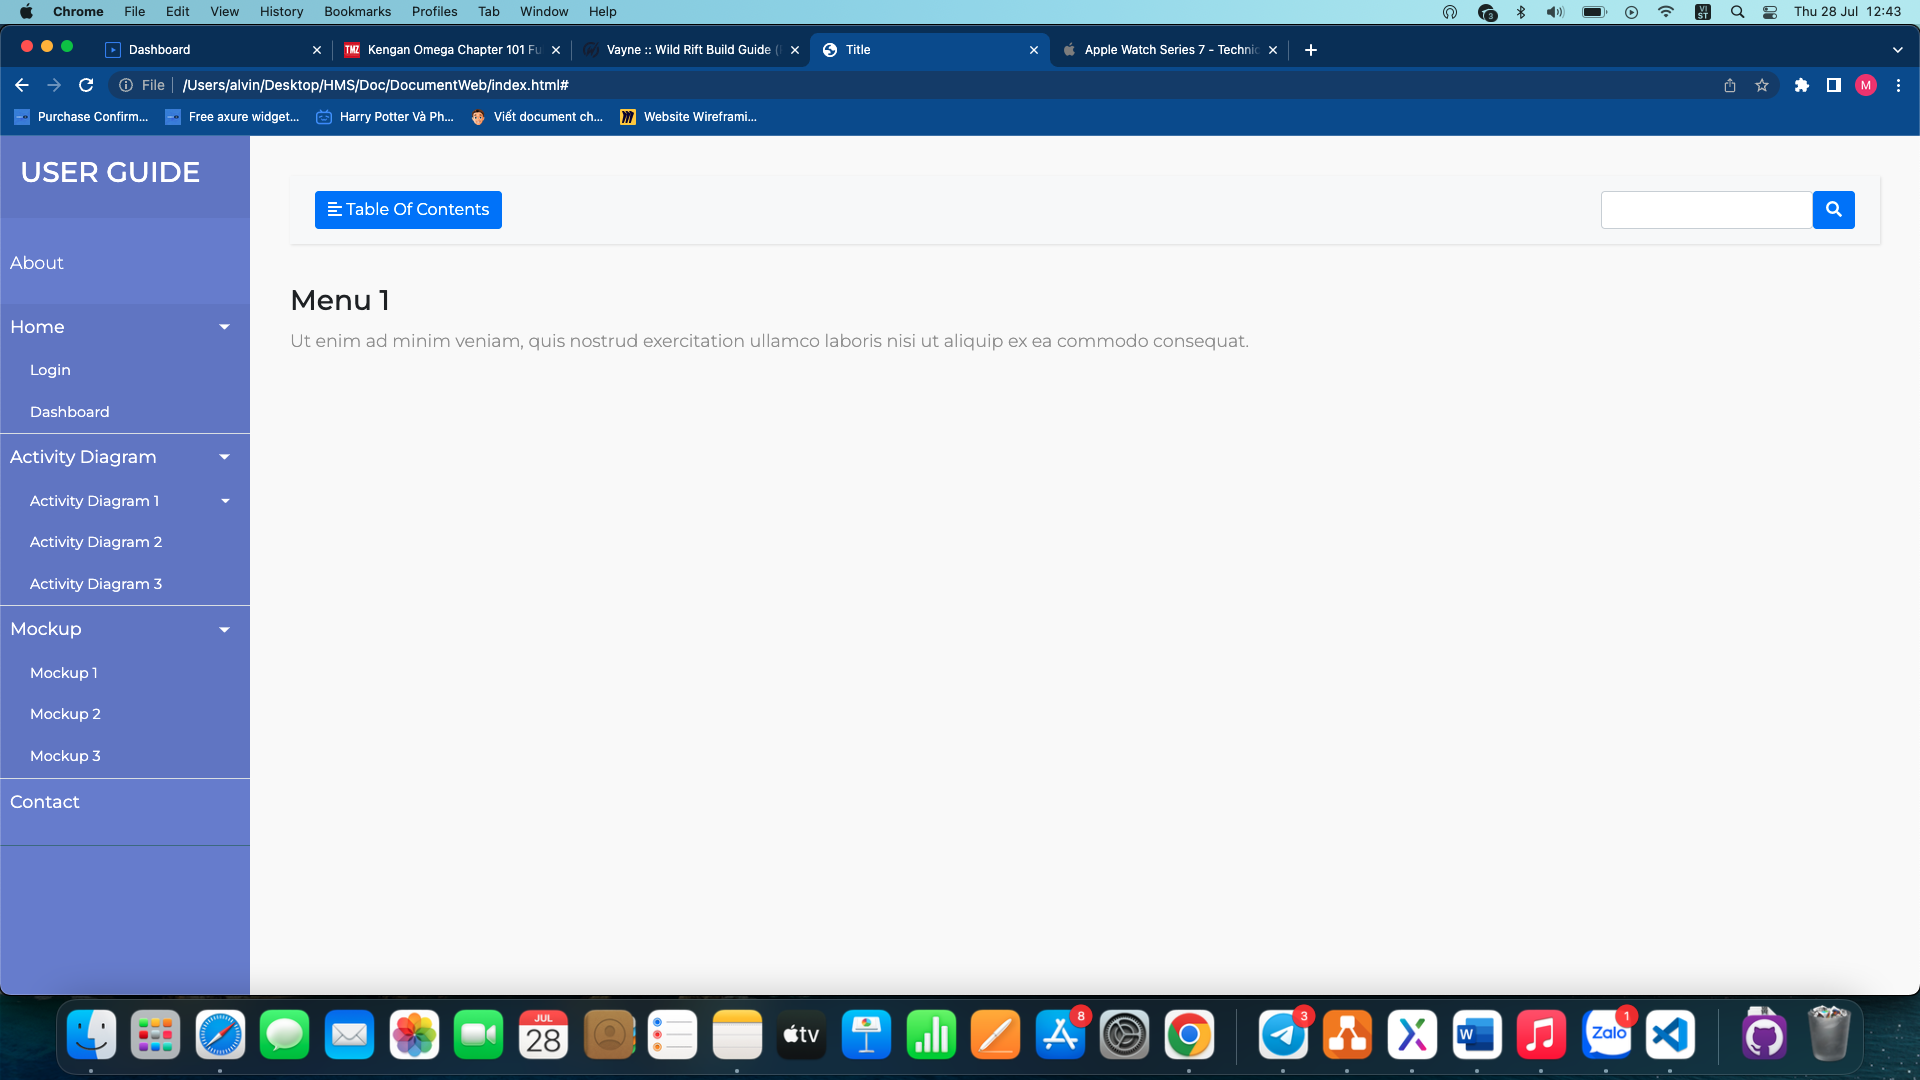 Chrome File Edit View History Bookmarks Profiles Tab Window Help 3 VI ST Thu 28 Jul 12:43
Dashboard TMZ Kengan Omega Chapter 101 Fu Vayne :: Wild Rift Build Guide ( Title Apple Watch Series 7 - Technic
File /Users/alvin/Desktop/HMS/Doc/DocumentWeb/index.html# M
Purchase Confirm... Free axure widget... Harry Potter Và Ph... Viết document ch... Website Wireframi...
USER GUIDE
Table Of Contents
About
Menu 1
Home
Ut enim ad minim veniam, quis nostrud exercitation ullamco laboris nisi ut aliquip ex ea commodo consequat.
Login
Dashboard
Activity Diagram
Activity Diagram 1
Activity Diagram 2
Activity Diagram 3
Mockup
Mockup 1
Mockup 2
Mockup 3
Contact
JUL
28
tv
8
3
W
Zalo
1